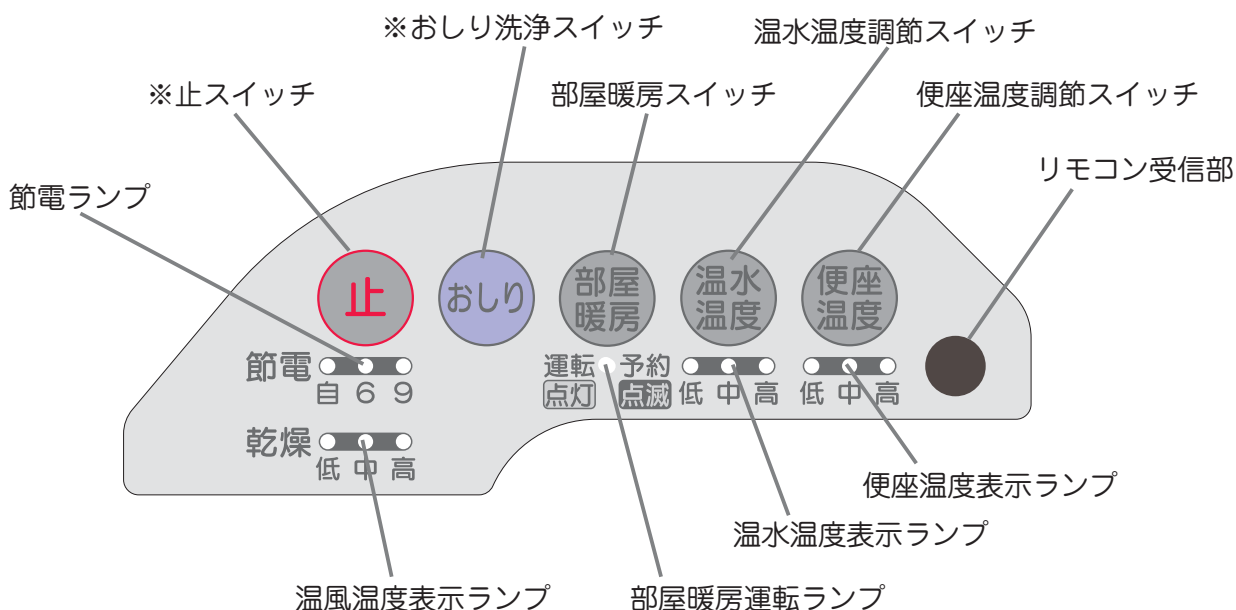 ※おしり洗浄スイッチ
温水温度調節スイッチ
※止スイッチ
部屋暖房スイッチ
便座温度調節スイッチ
リモコン受信部
節電ランプ
止
おしり
部屋
暖房
温水
温度
便座
温度
節電
自 6 9
運転 予約
点灯 点滅
低 中 高
低 中 高
乾燥
低 中 高
便座温度表示ランプ
温水温度表示ランプ
温風温度表示ランプ
部屋暖房運転ランプ